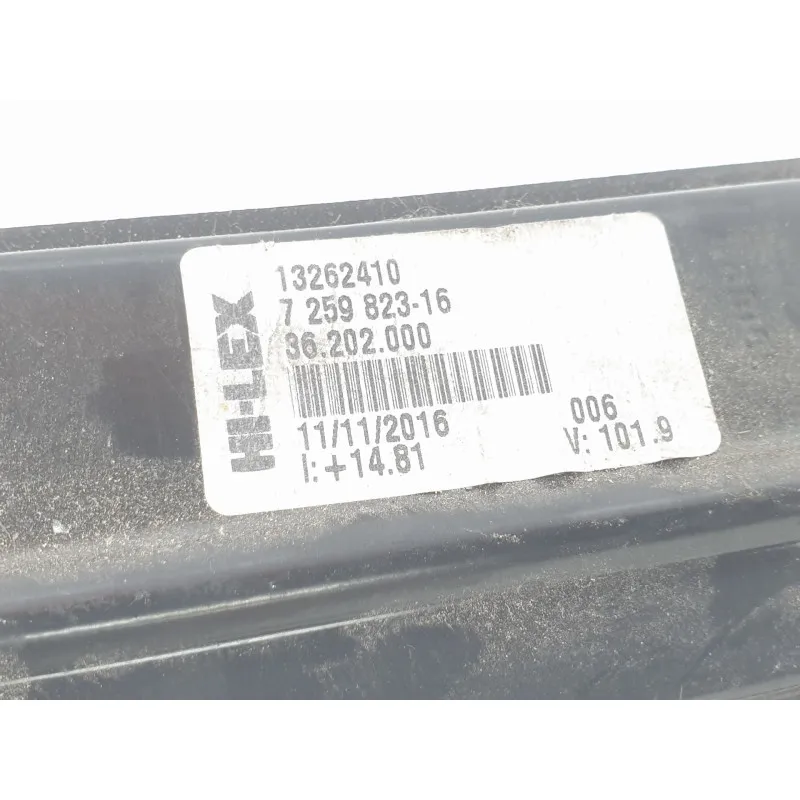 HI-LEX
13262410
7 259 823-16
36.202.000
11/11/2016 006
I: +14.81 V: 101.9